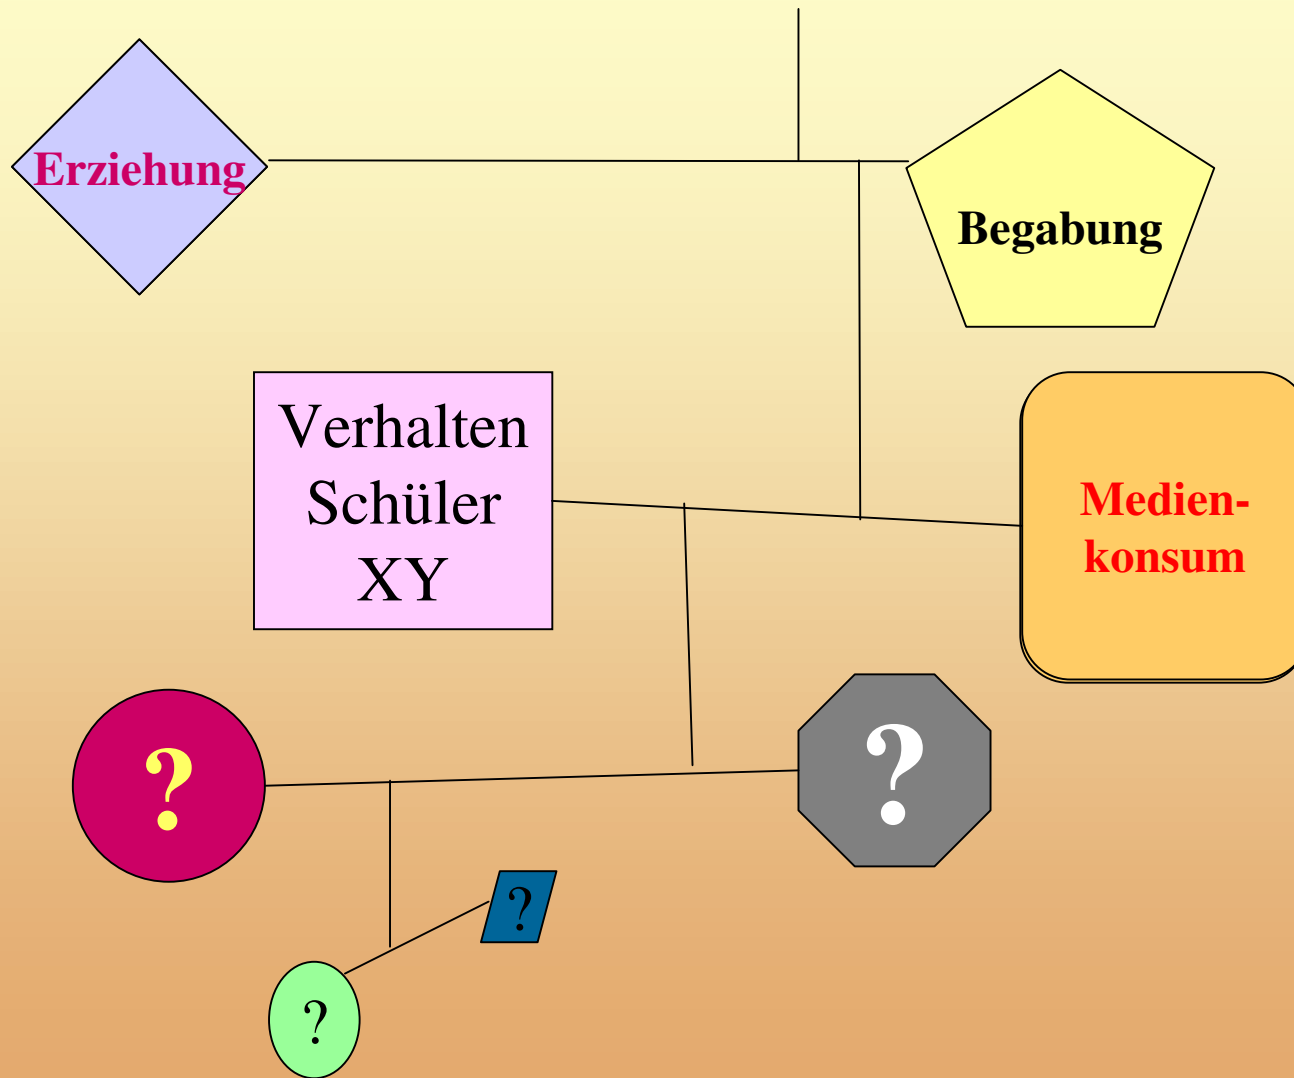 Erziehung
Begabung
Verhalten
Schüler
XY
Medien-
konsum
?
?
?
?